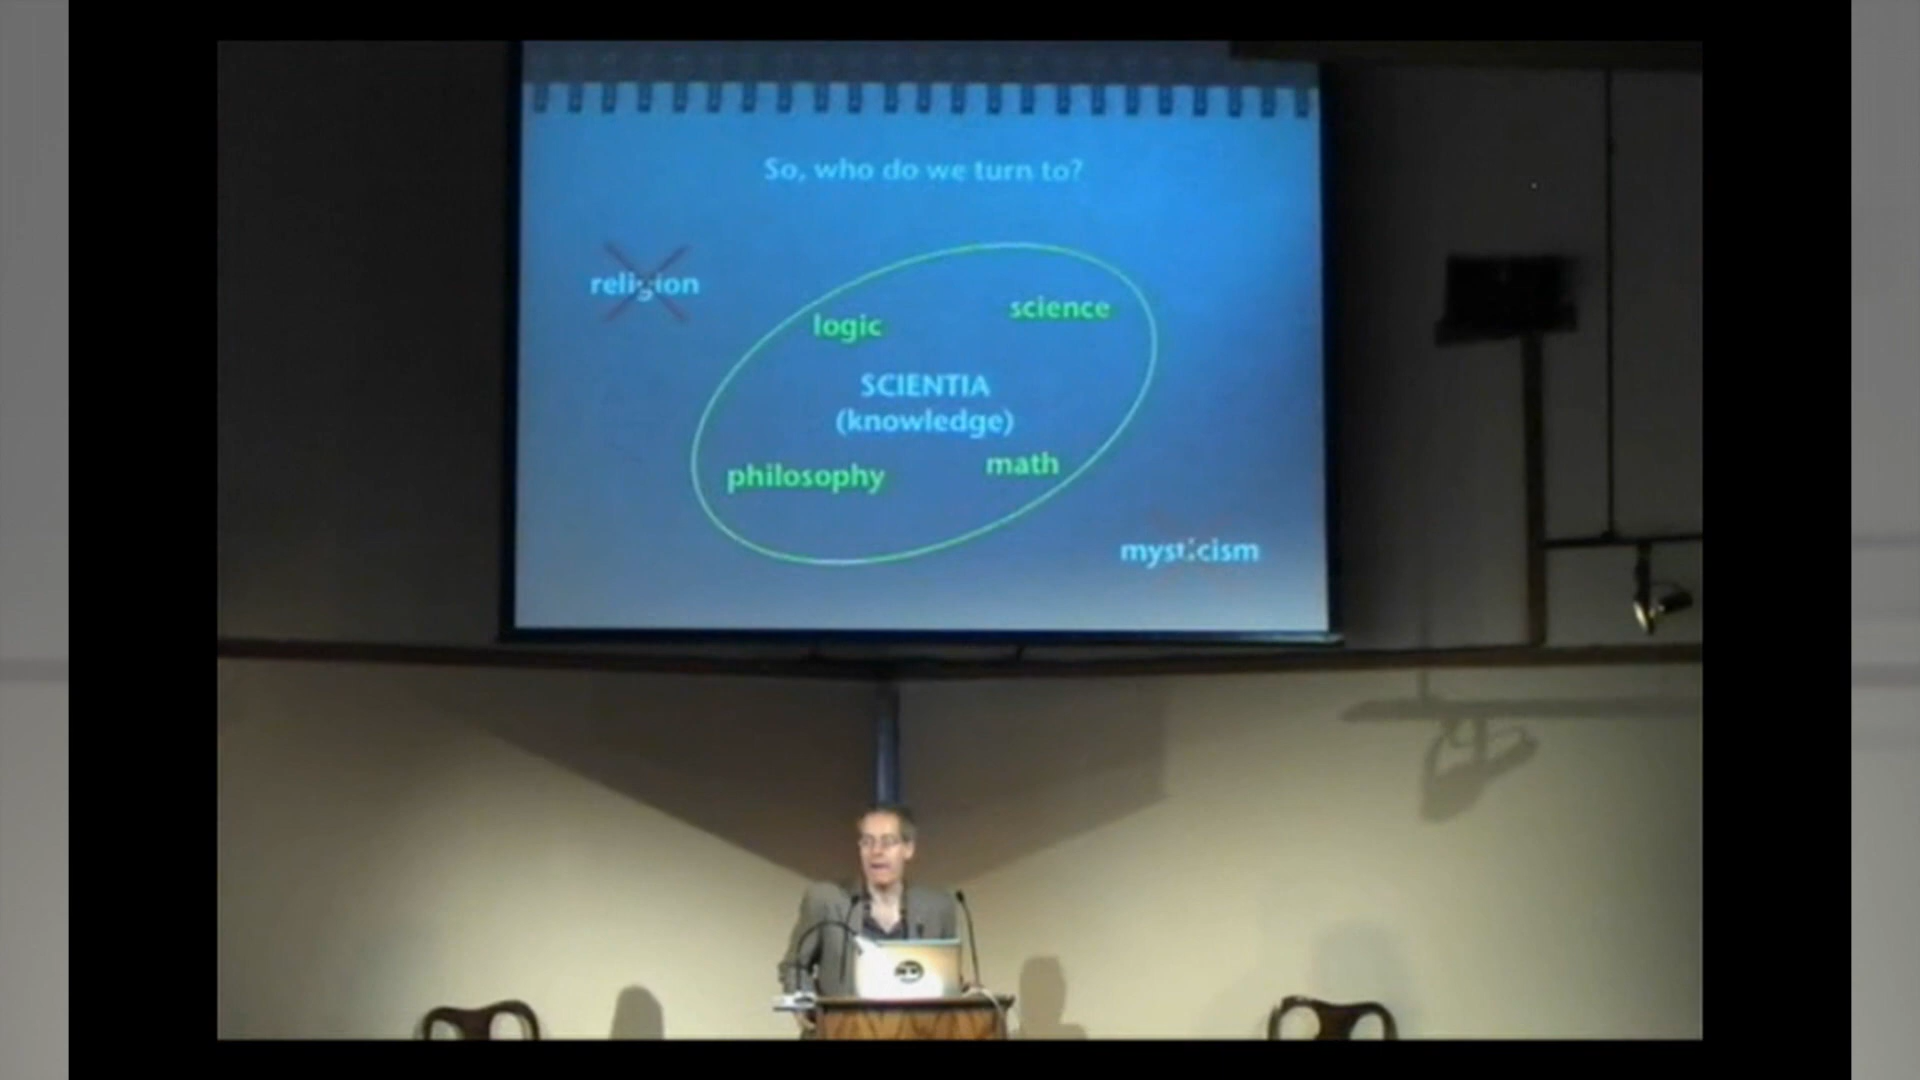 So, who do we turn to?
religion
logic
science
SCIENTIA
(knowledge)
philosophy
math
mysticism